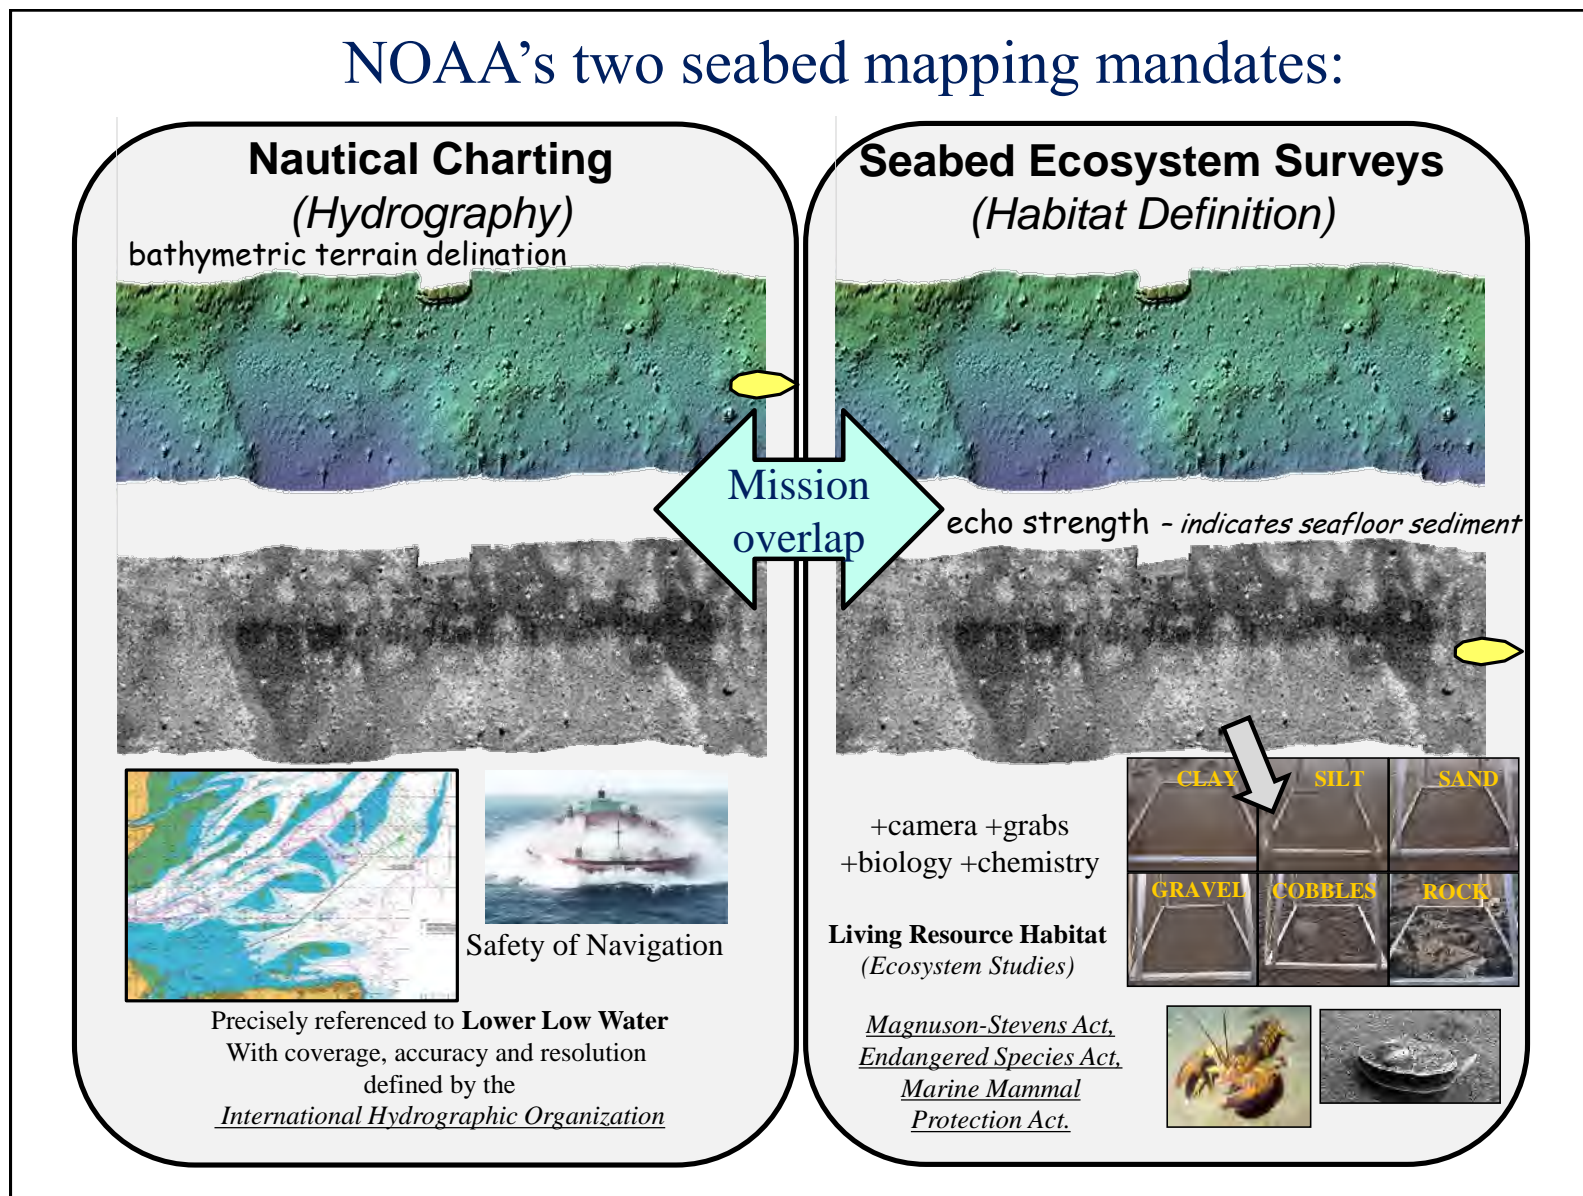 NOAA's two seabed mapping mandates:
Nautical Charting
(Hydrography)
bathymetric terrain delination
Seabed Ecosystem Surveys
(Habitat Definition)
Mission
overlap
echo strength – indicates seafloor sediment
Safety of Navigation
Precisely referenced to Lower Low Water
With coverage, accuracy and resolution
defined by the
International Hydrographic Organization
+camera +grabs
+biology +chemistry
CLAY SILT SAND
GRAVEL COBBLES ROCK
Living Resource Habitat
(Ecosystem Studies)
Magnuson-Stevens Act,
Endangered Species Act,
Marine Mammal
Protection Act.